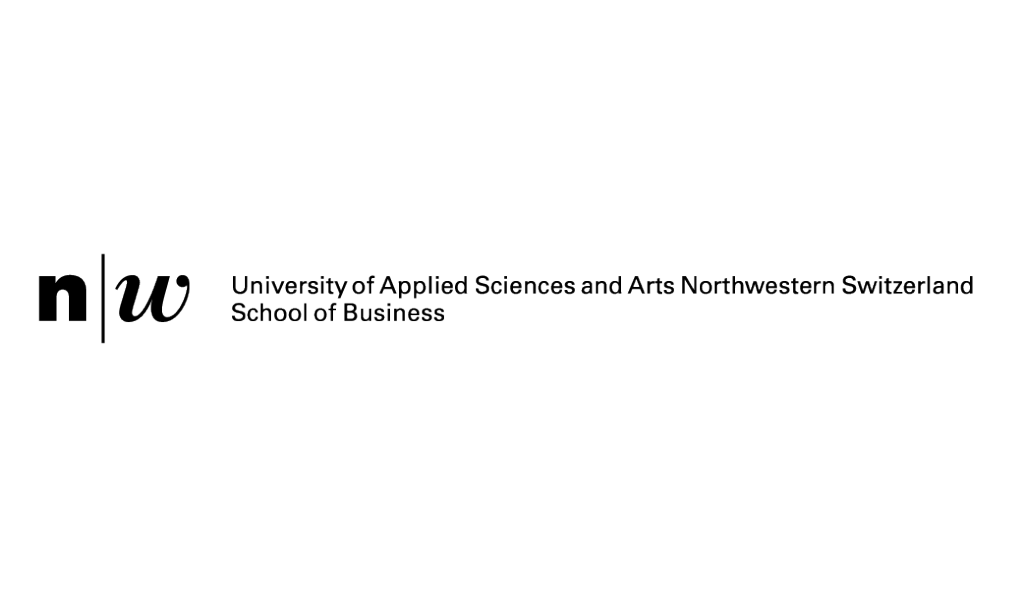 n|w
University of Applied Sciences and Arts Northwestern Switzerland
School of Business